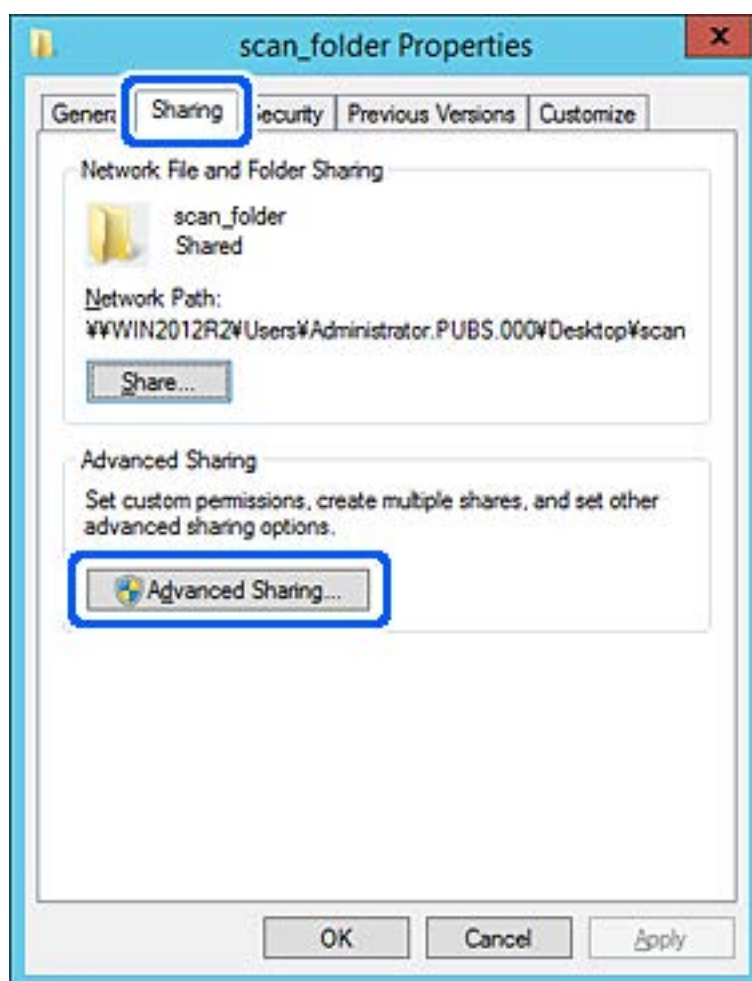 scan_folder Properties
x
Sharing Previous Versions Customize
Network File and Folder Sharing
scan_folder
Shared
Network Path:
¥¥WIN2012R2¥Users¥Administrator.PUBS.000¥Desktop¥scan
Share...
Advanced Sharing
Set custom permissions, create multiple shares, and set other
advanced sharing options.
Advanced Sharing...
OK Cancel Apply